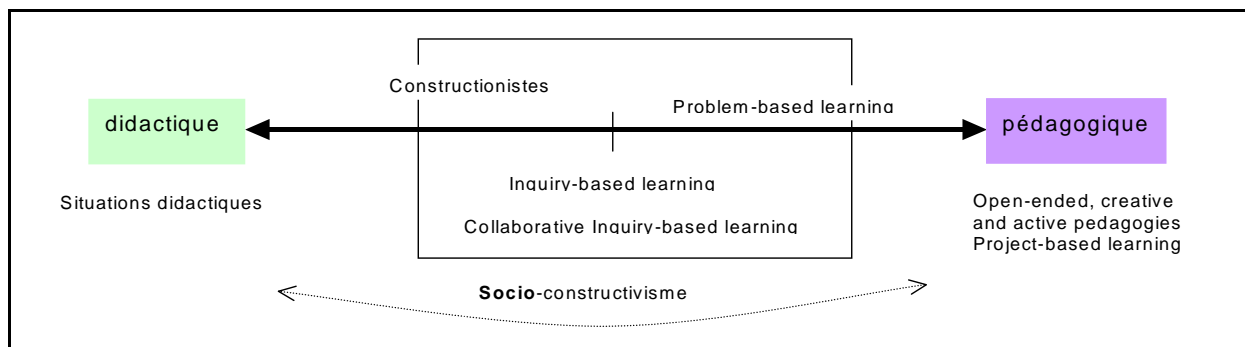 Constructionistes
Problem-based learning
didactique
pédagogique
Inquiry-based learning
Situations didactiques
Open-ended, creative
and active pedagogies
Project-based learning
Collaborative Inquiry-based learning
Socio-constructivisme